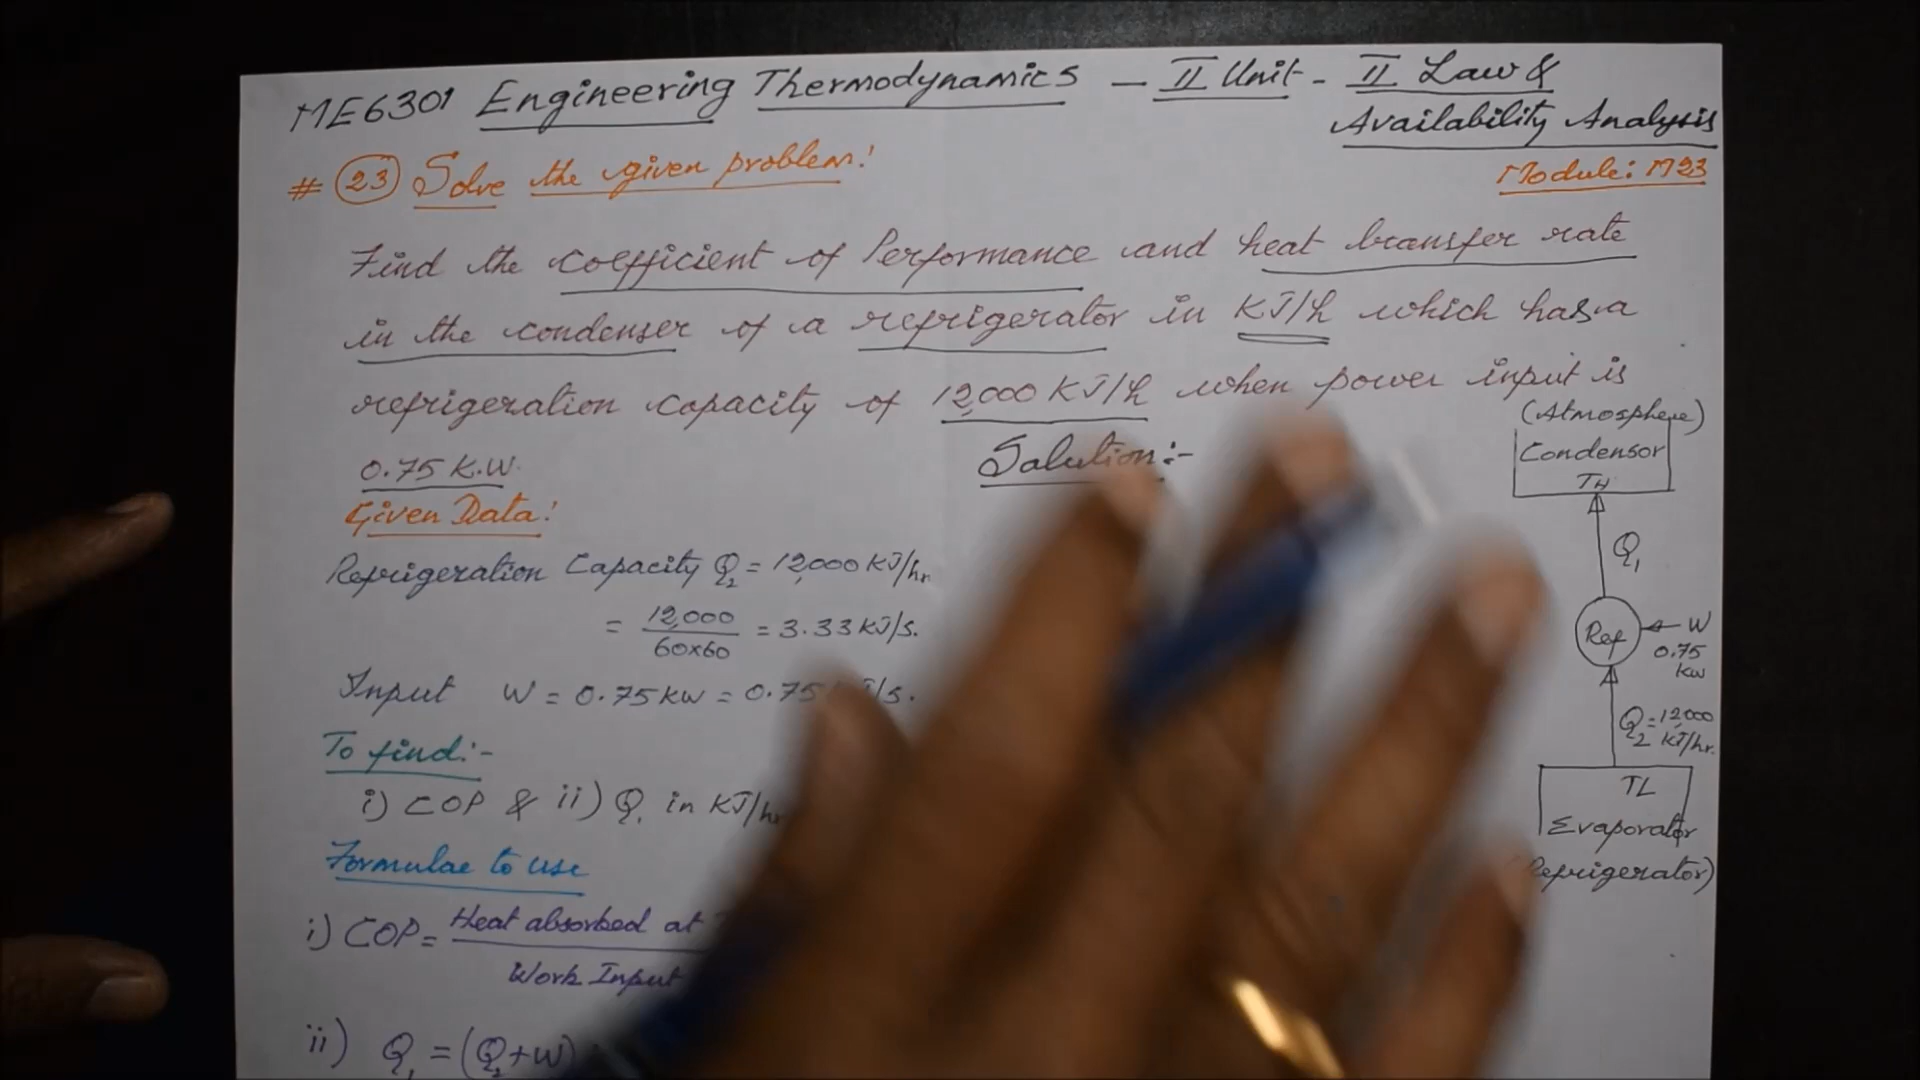 ME6301 Engineering Thermodynamics - II Unit - II Law &
Availability Analysis
Module: M23
# 23 Solve the given problem!
Find the coefficient of Performance and heat transfer rate
in the condenser of a refrigerator in KJ/h which has a
refrigeration capacity of 12,000 KJ/h when power input is
0.75 K.W.
Solution:-
Given Data:
Refrigeration Capacity Q2 = 12,000 KJ/hr
= 12,000 / 60x60 = 3.33 KJ/s.
Input W = 0.75 KW = 0.75 /s.
To find:-
i) COP & ii) Q1 in KJ/hr
Formulae to use
i) COP = Heat absorbed at
Work Input
ii) Q1 = (Q2+W)
(Atmosphere)
Condensor
TH
Q1
Ref
W
0.75
KW
Q2=12,000
KJ/hr.
TL
Evaporator
Refrigerator)